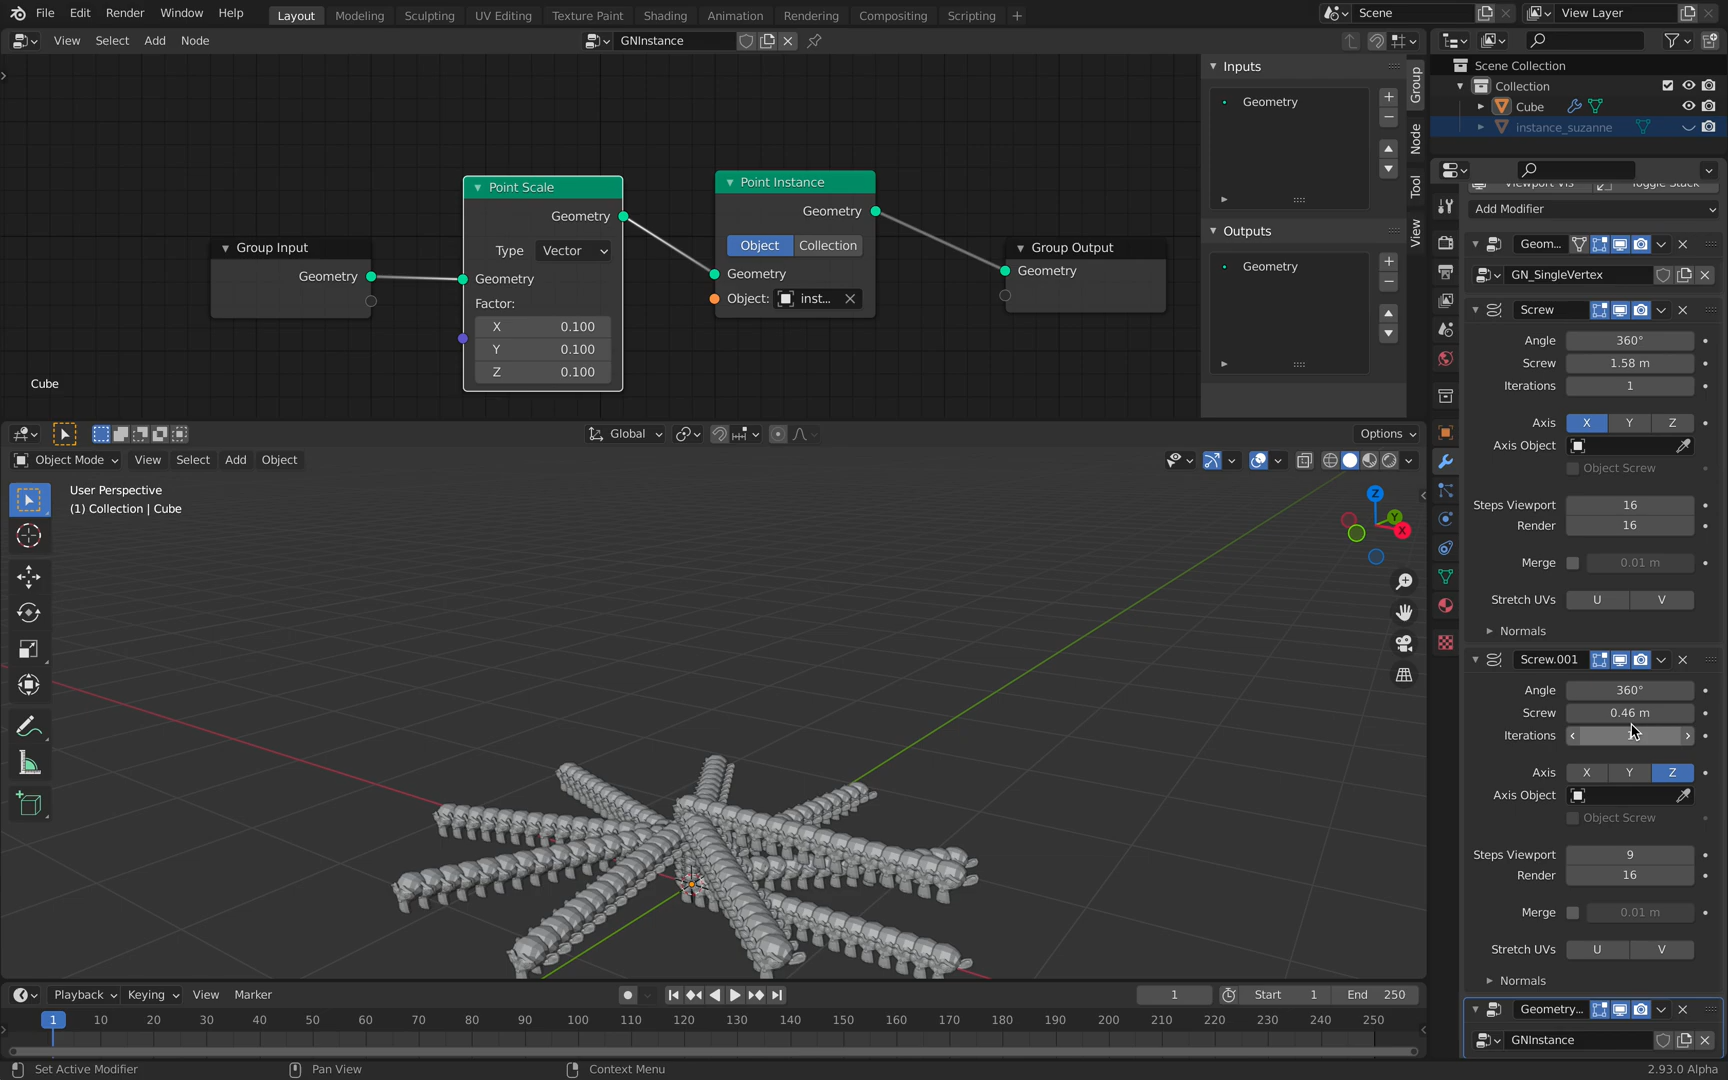 File Edit Render Window Help Layout Modeling Sculpting UV Editing Texture Paint Shading Animation Rendering Compositing Scripting + Scene View Layer
View Select Add Node GNInstance
Scene Collection
Collection
Cube
instance_suzanne
Group Input
Geometry
Point Scale
Geometry
Type Vector
Geometry
Factor:
X 0.100
Y 0.100
Z 0.100
Point Instance
Geometry
Object Collection
Geometry
Object: inst...
Group Output
Geometry
Cube
Inputs
Geometry
Outputs
Geometry
Group
Node
Tool
View
Viewport Vis Toggle Stack
Add Modifier
Geom...
GN_SingleVertex
Screw
Angle 360°
Screw 1.58 m
Iterations 1
Axis X Y Z
Axis Object
Object Screw
Steps Viewport 16
Render 16
Merge 0.01 m
Stretch UVs U V
Normals
Screw.001
Angle 360°
Screw 0.46 m
Iterations
Axis X Y Z
Axis Object
Object Screw
Steps Viewport 9
Render 16
Merge 0.01 m
Stretch UVs U V
Normals
Geometry...
GNInstance
Global Options
Object Mode View Select Add Object
User Perspective
(1) Collection | Cube
Z
Y
X
Playback Keying View Marker 1 Start 1 End 250
1 10 20 30 40 50 60 70 80 90 100 110 120 130 140 150 160 170 180 190 200 210 220 230 240 250
Set Active Modifier Pan View Context Menu 2.93.0 Alpha